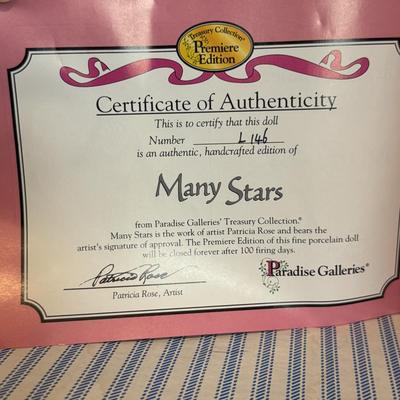 Treasury Collection®
Premiere
Edition
Certificate of Authenticity
This is to certify that this doll
Number L 146
is an authentic, handcrafted edition of
Many Stars
from Paradise Galleries' Treasury Collection.®
Many Stars is the work of artist Patricia Rose and bears the
artist's signature of approval. The Premiere Edition of this fine porcelain doll
will be closed forever after 100 firing days.
Patricia Rose
Patricia Rose, Artist
Paradise Galleries®